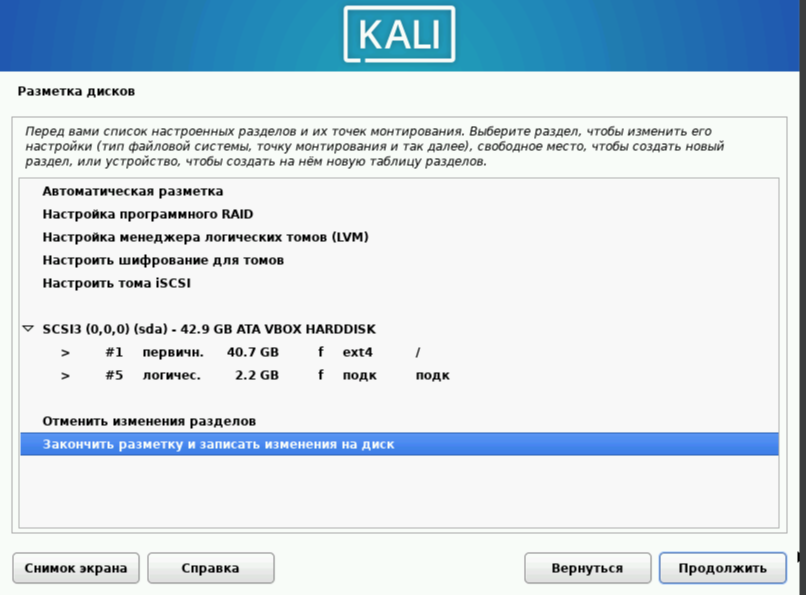 KALI
Разметка дисков
Перед вами список настроенных разделов и их точек монтирования. Выберите раздел, чтобы изменить его
настройки (тип файловой системы, точку монтирования и так далее), свободное место, чтобы создать новый
раздел, или устройство, чтобы создать на нём новую таблицу разделов.
Автоматическая разметка
Настройка программного RAID
Настройка менеджера логических томов (LVM)
Настроить шифрование для томов
Настроить тома iSCSI
SCSI3 (0,0,0) (sda) - 42.9 GB ATA VBOX HARDDISK
> #1 первичн. 40.7 GB f ext4 /
> #5 логичес. 2.2 GB f подк подк
Отменить изменения разделов
Закончить разметку и записать изменения на диск
Снимок экрана Справка Вернуться Продолжить